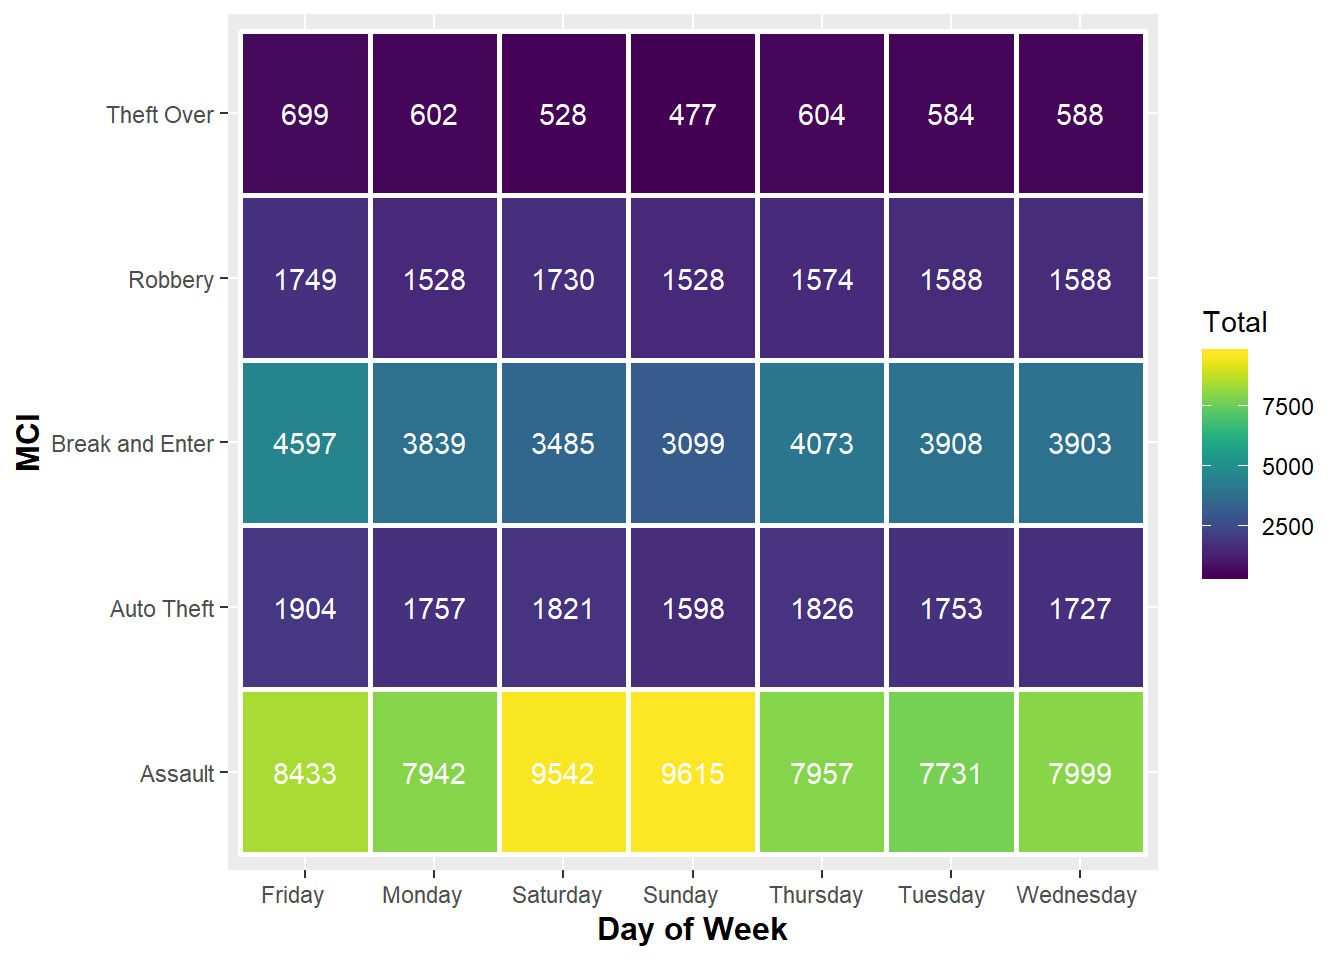 Theft Over 699 602 528 477 604 584 588
Robbery 1749 1528 1730 1528 1574 1588 1588
Break and Enter 4597 3839 3485 3099 4073 3908 3903
Auto Theft 1904 1757 1821 1598 1826 1753 1727
Assault 8433 7942 9542 9615 7957 7731 7999
Friday Monday Saturday Sunday Thursday Tuesday Wednesday
Day of Week
MCI
Total
7500
5000
2500